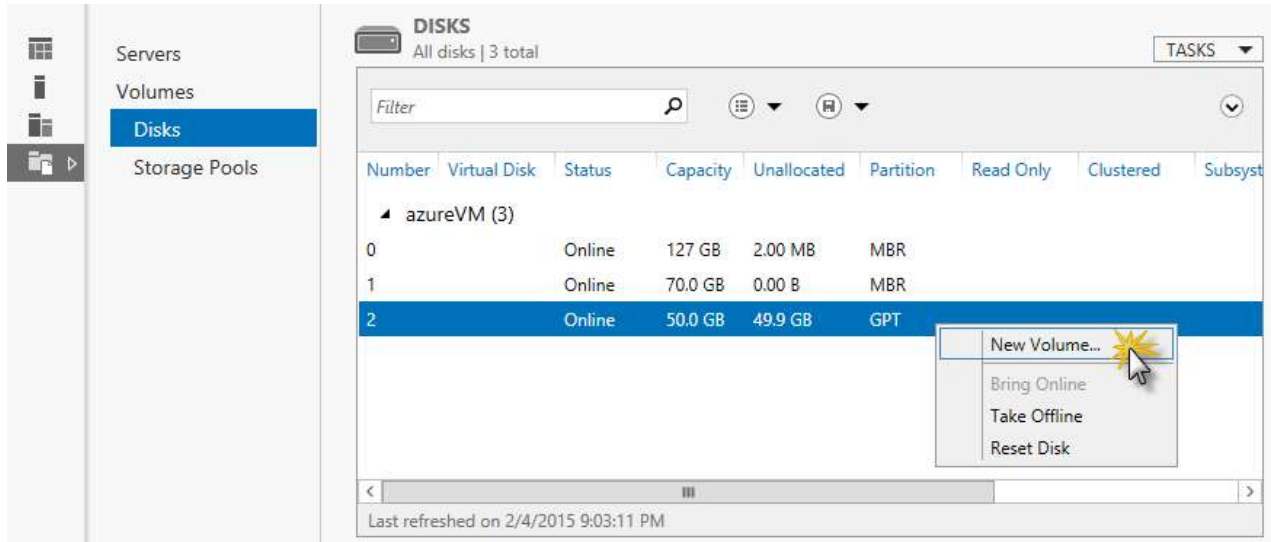 DISKS
All disks | 3 total
TASKS
Servers
Volumes
Disks
Storage Pools
Filter
Number Virtual Disk Status Capacity Unallocated Partition Read Only Clustered Subsyst
azureVM (3)
0 Online 127 GB 2.00 MB MBR
1 Online 70.0 GB 0.00 B MBR
2 Online 50.0 GB 49.9 GB GPT
New Volume...
Bring Online
Take Offline
Reset Disk
Last refreshed on 2/4/2015 9:03:11 PM